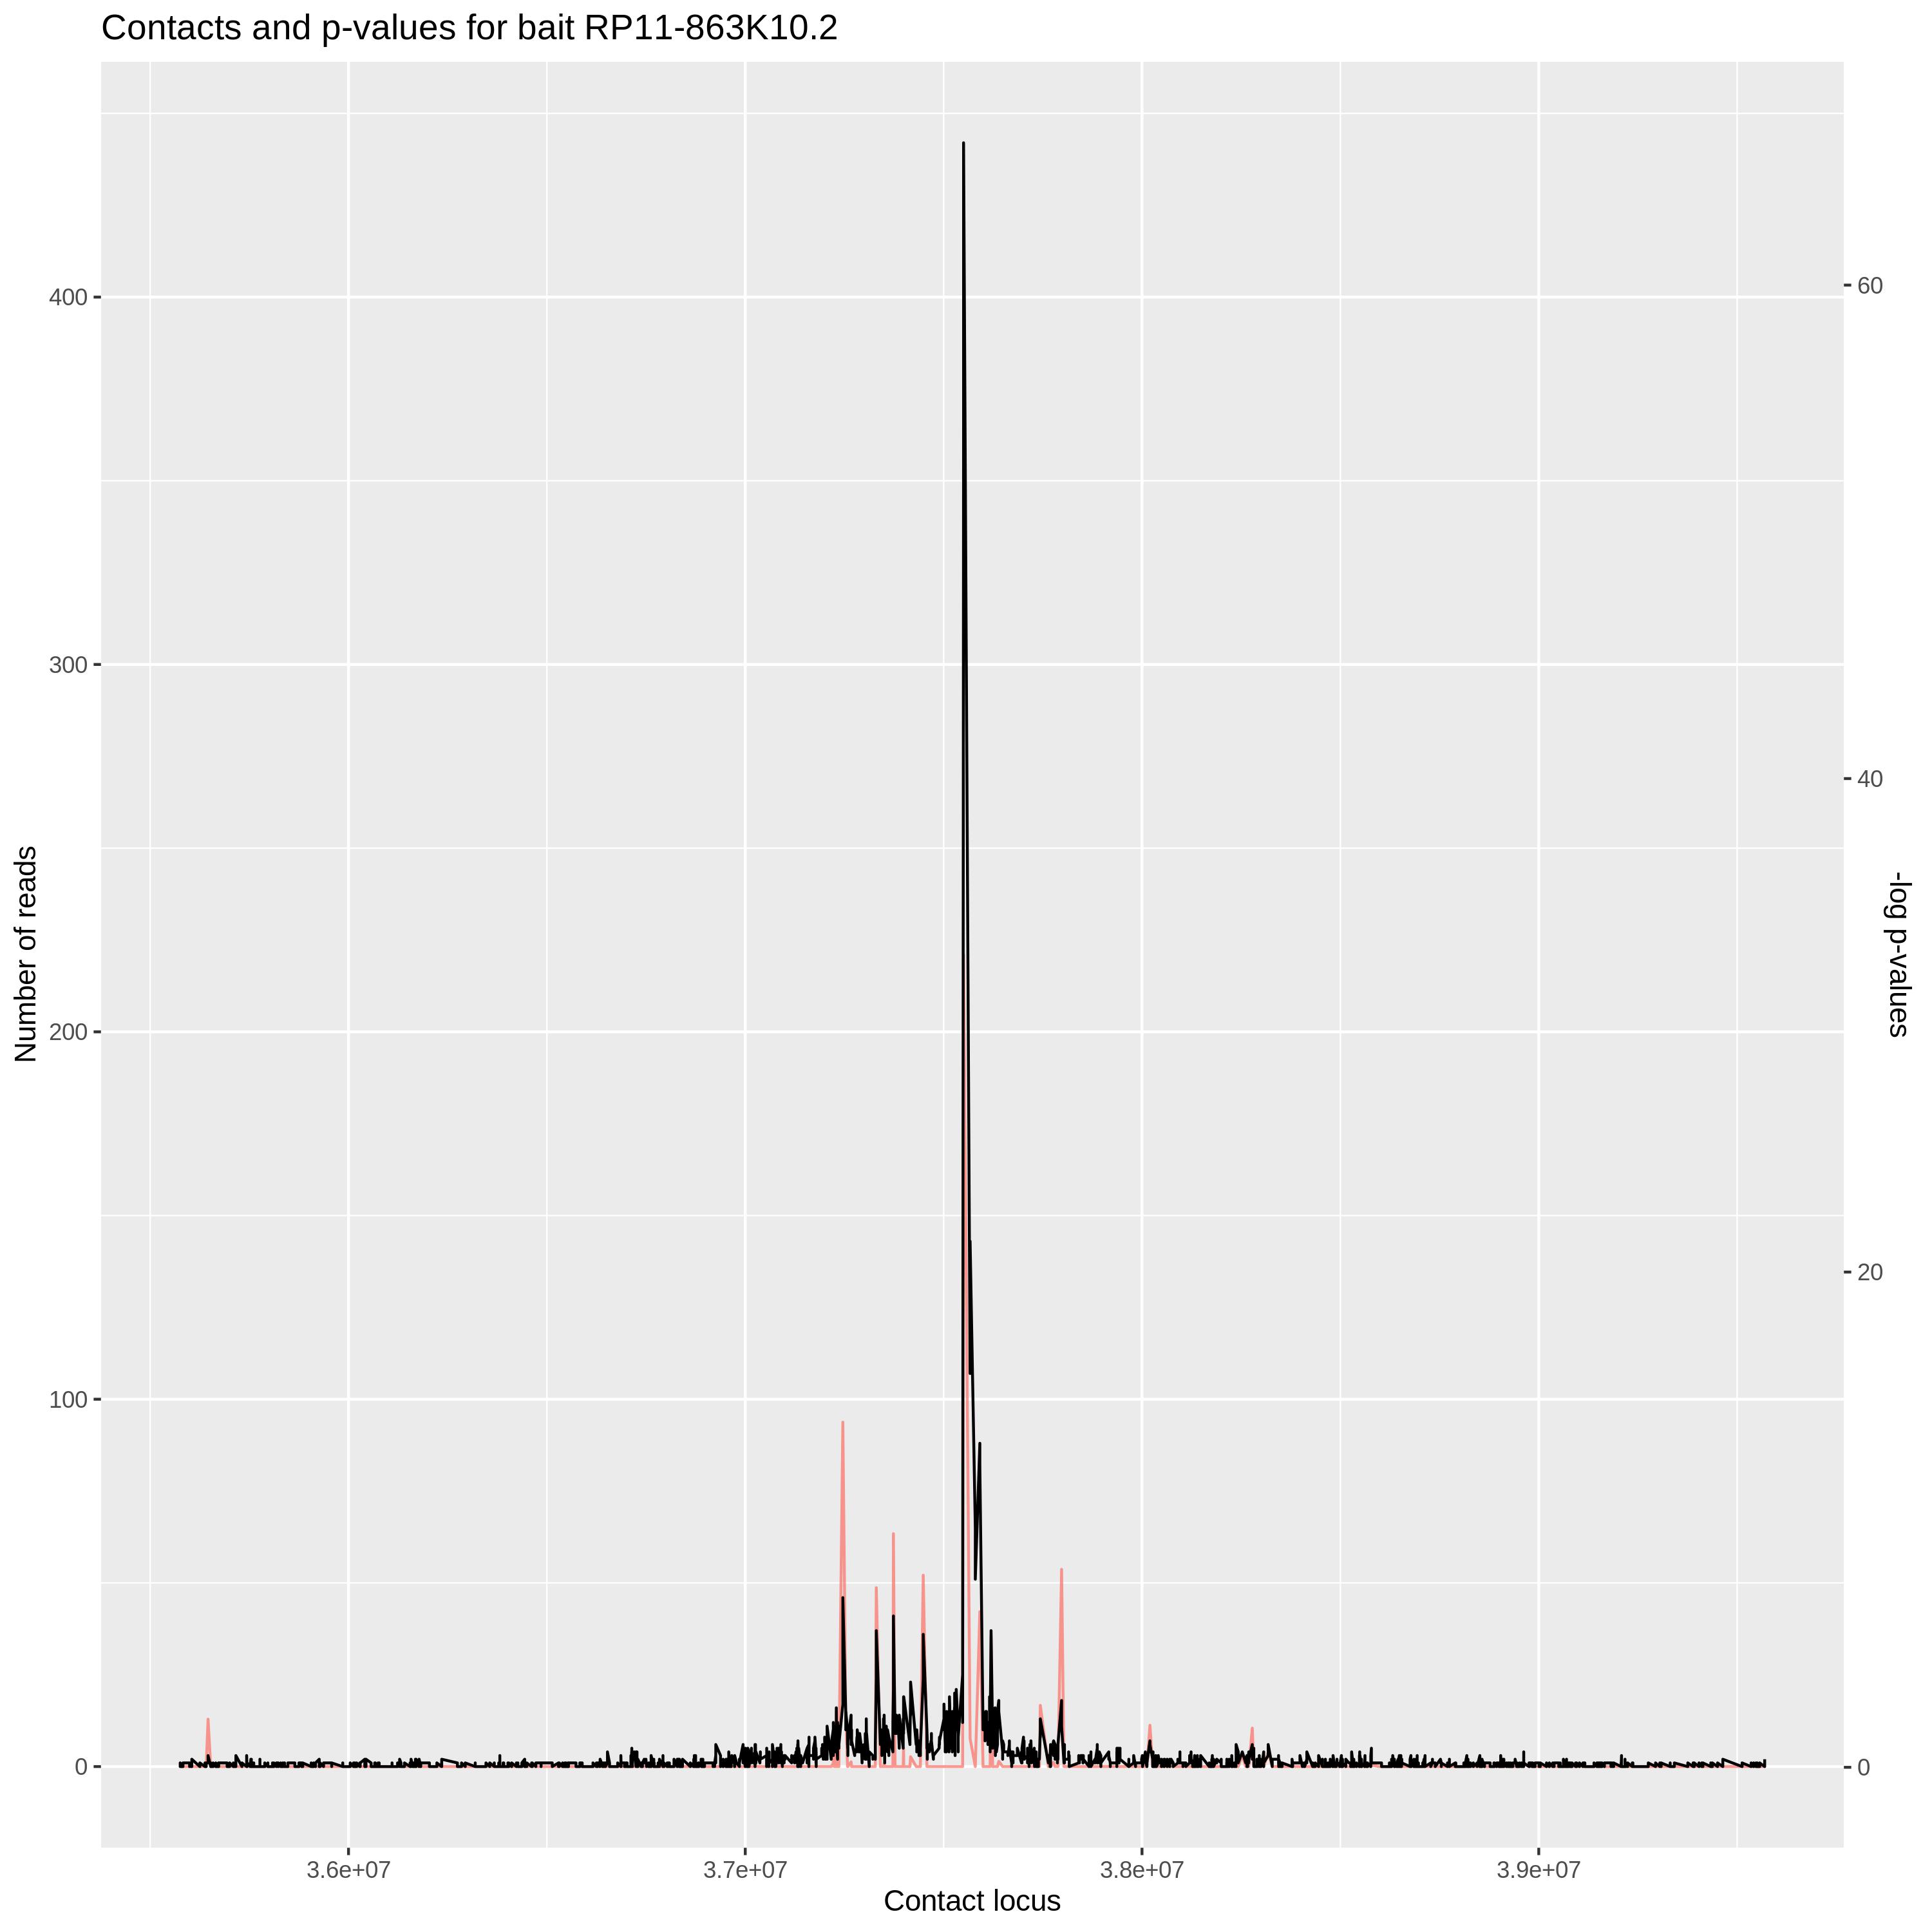 Contacts and p-values for bait RP11-863K10.2
400
300
200
100
0
Number of reads
60
40
20
0
-log p-values
3.6e+07
3.7e+07
3.8e+07
3.9e+07
Contact locus